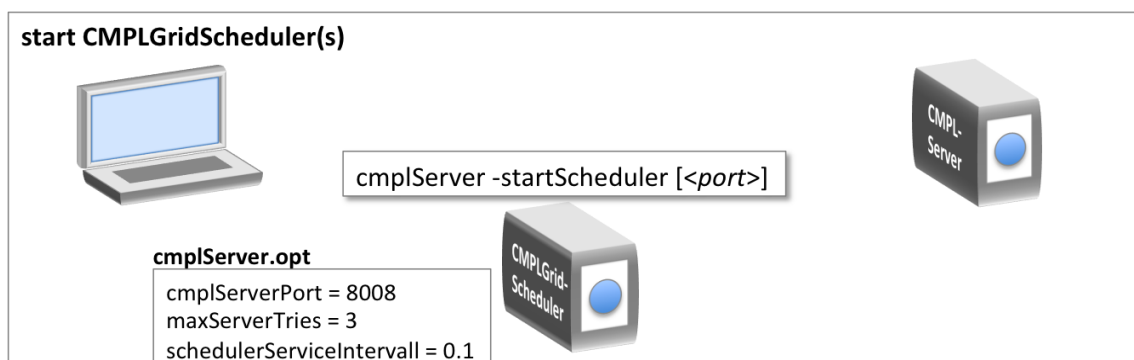 start CMPLGridScheduler(s)
CMPL-
Server
cmplServer -startScheduler [<port>]
CMPLGrid-
Scheduler
cmplServer.opt
cmplServerPort = 8008
maxServerTries = 3
schedulerServiceIntervall = 0.1